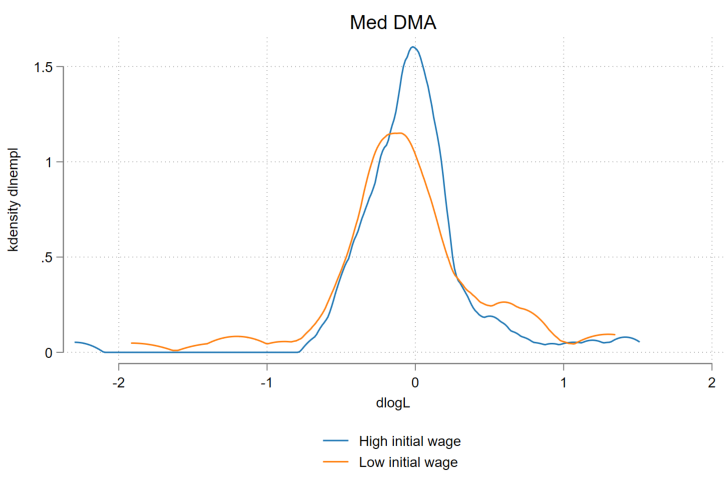 Med DMA
kdensity dlnempl
1.5
1
.5
0
-2
-1
0
1
2
dlogL
High initial wage
Low initial wage